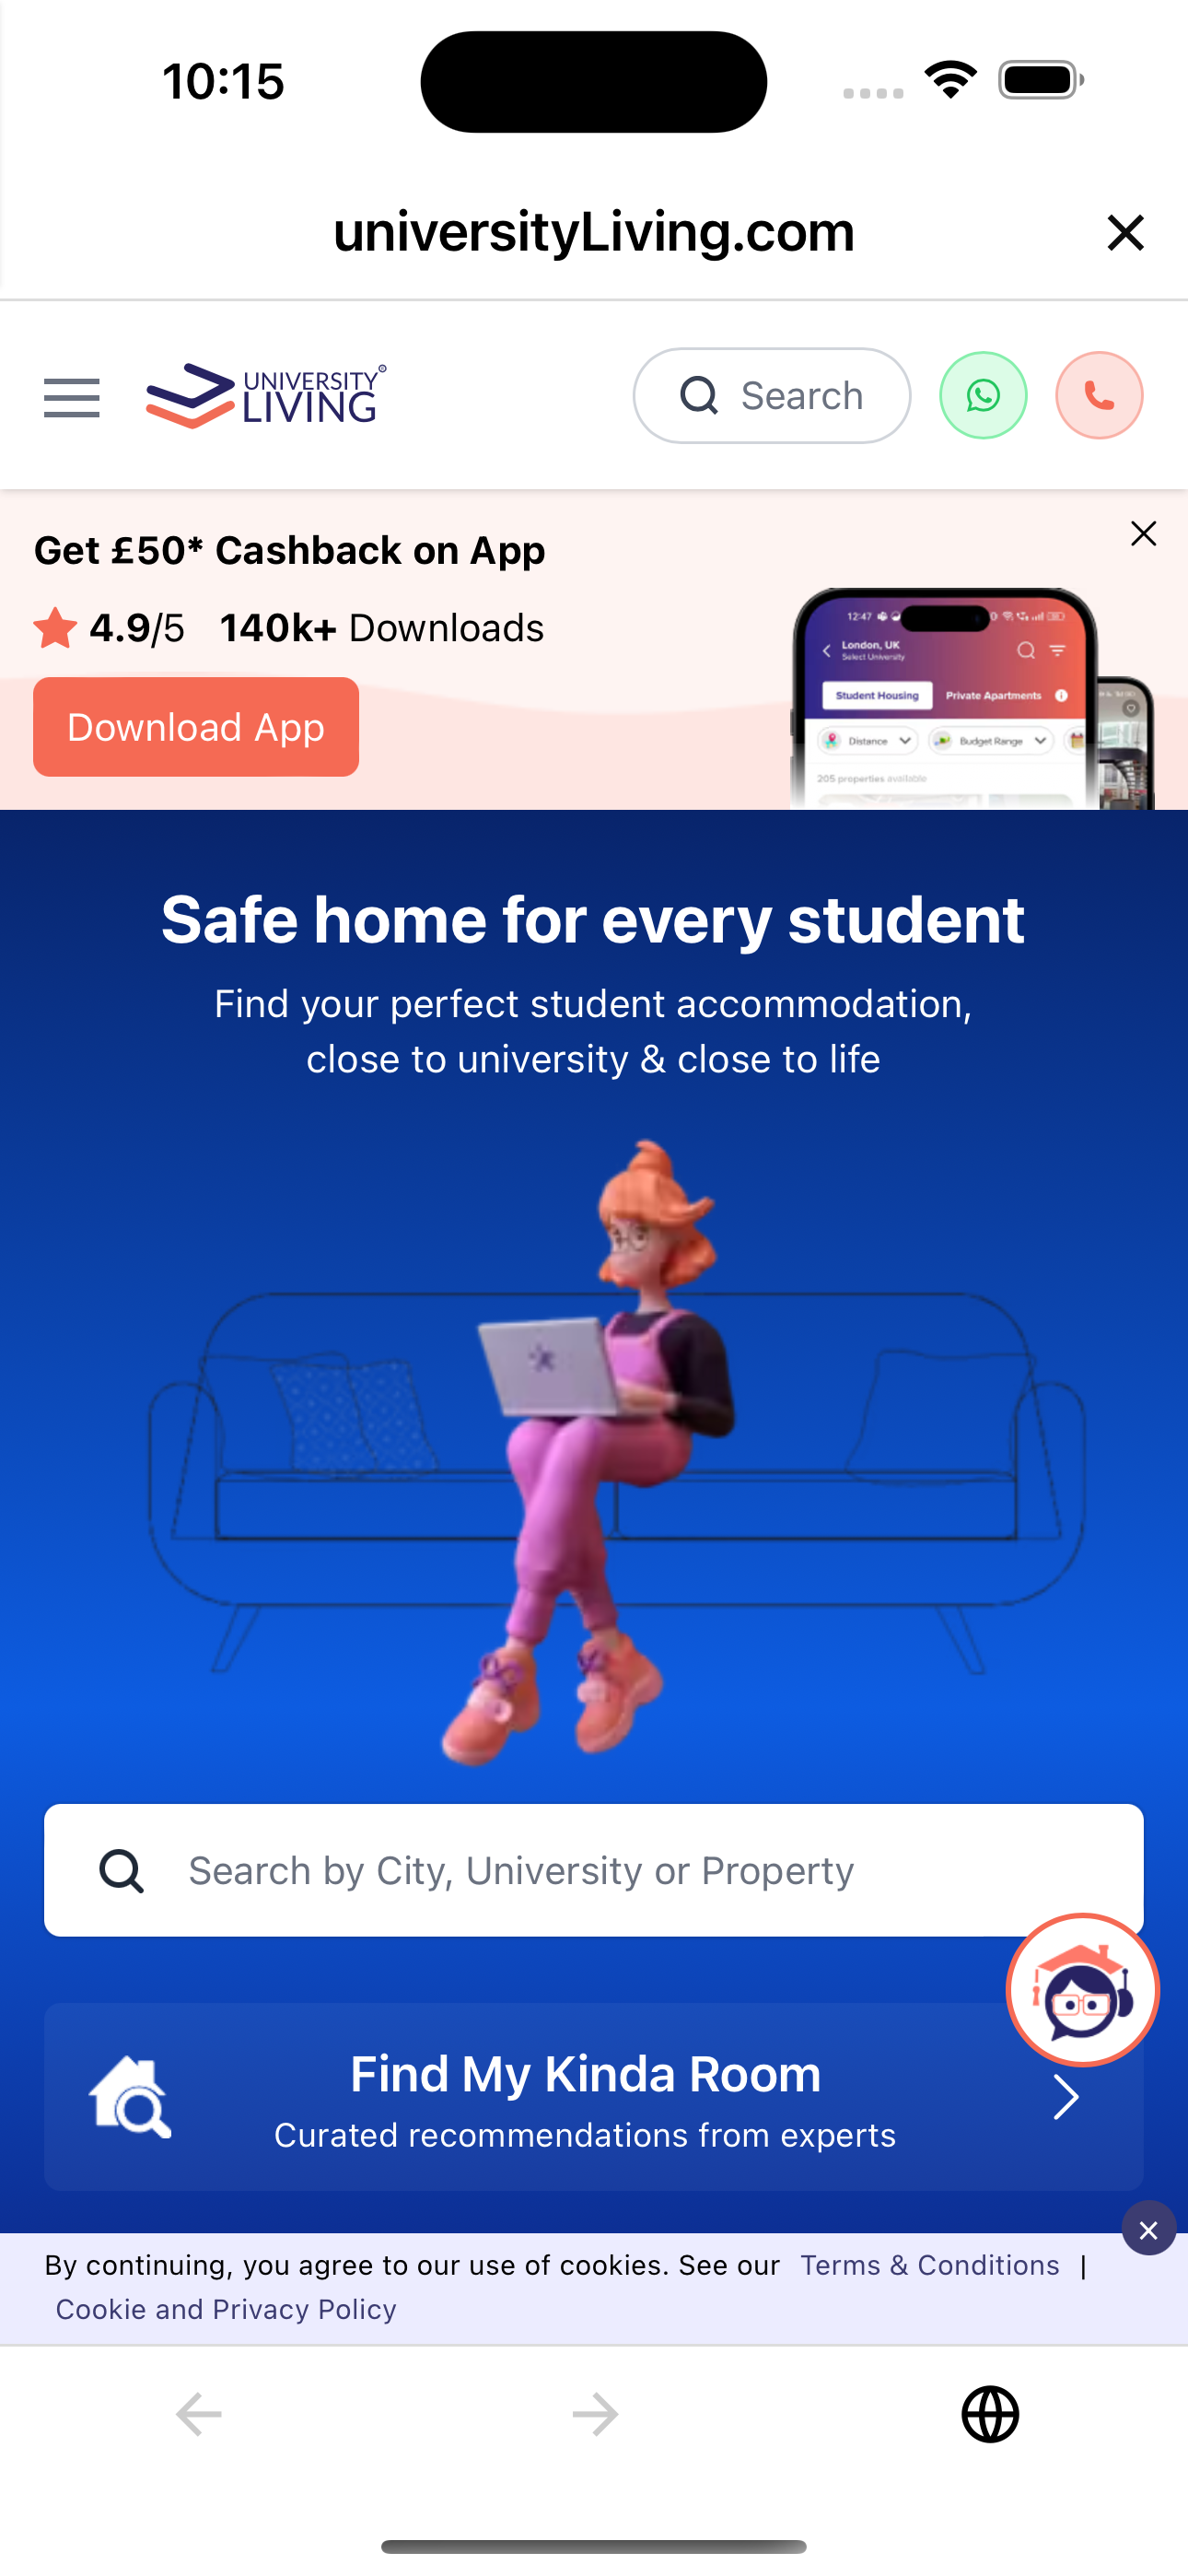 10:15
universityLiving.com
UNIVERSITY
LIVING
Search
Get £50* Cashback on App
4.9/5 140k+ Downloads
Download App
12:47
London, UK
Select University
Student Housing Private Apartments
Distance Budget Range
205 properties available
Safe home for every student
Find your perfect student accommodation,
close to university & close to life
Search by City, University or Property
Find My Kinda Room
Curated recommendations from experts
By continuing, you agree to our use of cookies. See our Terms & Conditions |
Cookie and Privacy Policy